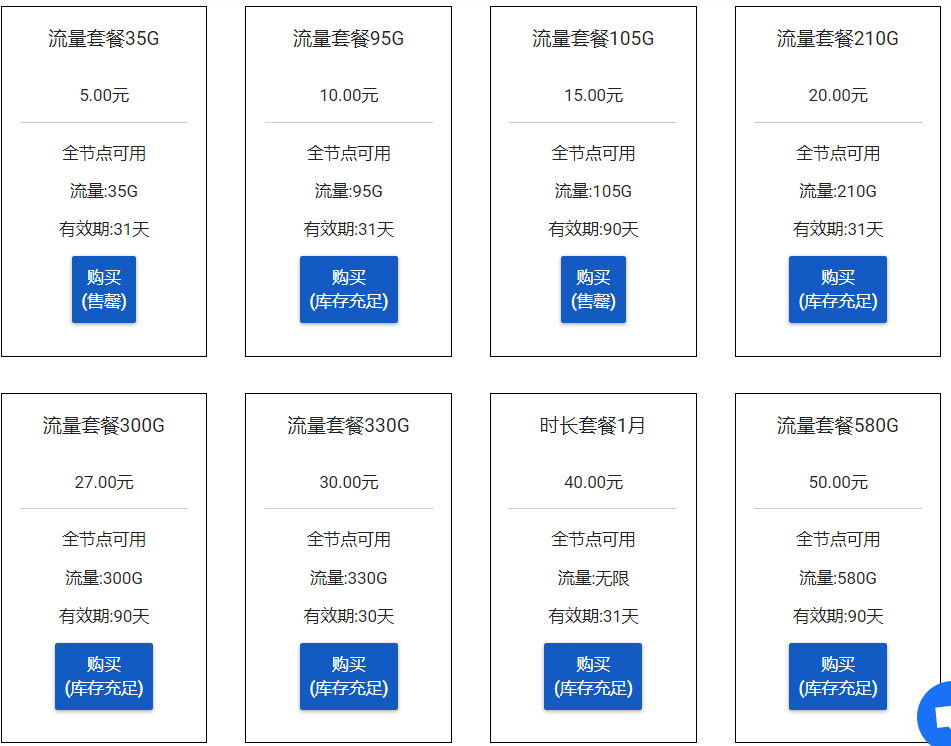 流量套餐35G
5.00元
全节点可用
流量:35G
有效期:31天
购买
(售罄)
流量套餐95G
10.00元
全节点可用
流量:95G
有效期:31天
购买
(库存充足)
流量套餐105G
15.00元
全节点可用
流量:105G
有效期:90天
购买
(售罄)
流量套餐210G
20.00元
全节点可用
流量:210G
有效期:31天
购买
(库存充足)
流量套餐300G
27.00元
全节点可用
流量:300G
有效期:90天
购买
(库存充足)
流量套餐330G
30.00元
全节点可用
流量:330G
有效期:30天
购买
(库存充足)
时长套餐1月
40.00元
全节点可用
流量:无限
有效期:31天
购买
(库存充足)
流量套餐580G
50.00元
全节点可用
流量:580G
有效期:90天
购买
(库存充足)